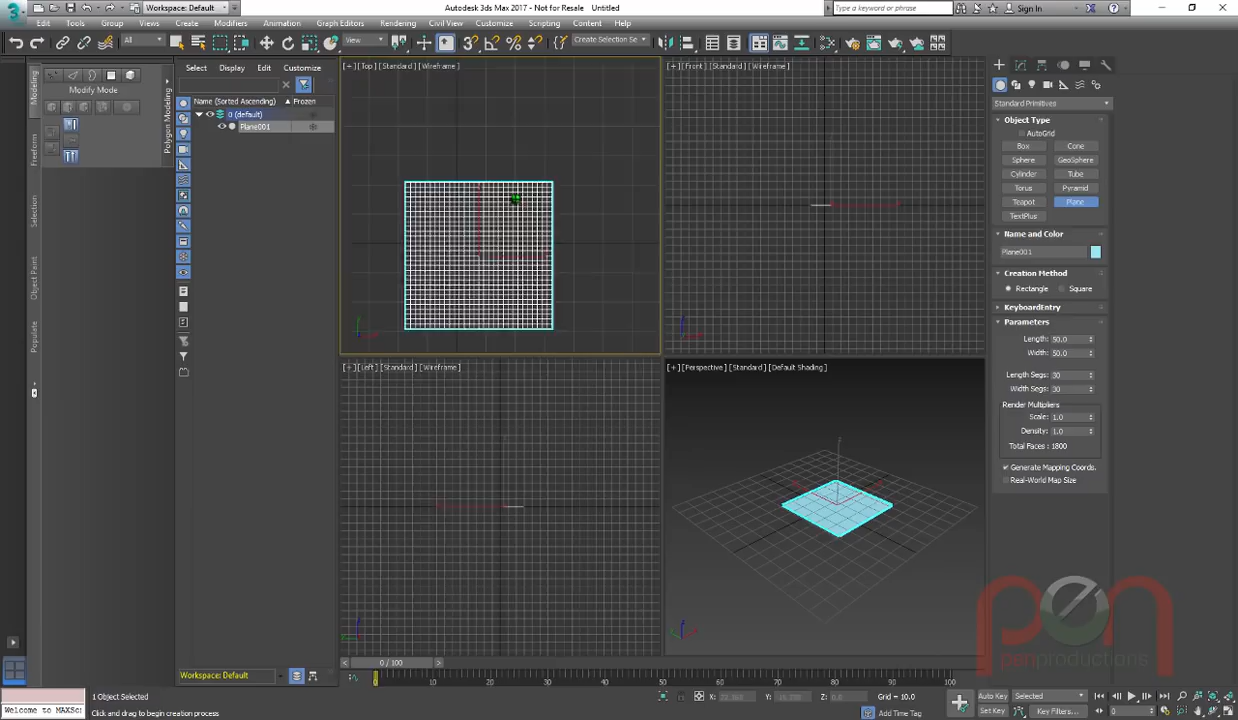 Workspace: Default
Autodesk 3ds Max 2017 - Not for Resale   Untitled
Type a keyword or phrase
Sign In
Edit Tools Group Views Create Modifiers Animation Graph Editors Rendering Civil View Customize Scripting Content Help
All
View
Create Selection Se
Modeling
Freeform
Selection
Object Paint
Populate
Modify Mode
Polygon Modeling
Select Display Edit Customize
Name (Sorted Ascending) ▲ Frozen
0 (default)
Plane001
[+] [Top] [Standard] [Wireframe]
[+] [Front] [Standard] [Wireframe]
[+] [Left] [Standard] [Wireframe]
[+] [Perspective] [Standard] [Default Shading]
Standard Primitives
Object Type
AutoGrid
Box Cone
Sphere GeoSphere
Cylinder Tube
Torus Pyramid
Teapot Plane
TextPlus
Name and Color
Plane001
Creation Method
Rectangle Square
KeyboardEntry
Parameters
Length: 50.0
Width: 50.0
Length Segs: 30
Width Segs: 30
Render Multipliers
Scale: 1.0
Density: 1.0
Total Faces : 1800
Generate Mapping Coords.
Real-World Map Size
pen
penproductions
0 / 100
0 10 20 30 40 50 60 70 80 90 100
Workspace: Default
1 Object Selected
Welcome to MAXSc
Click and drag to begin creation process
X:
Y:
Z: 0.0
Grid = 10.0
Add Time Tag
Auto Key Selected
Set Key Key Filters...
0